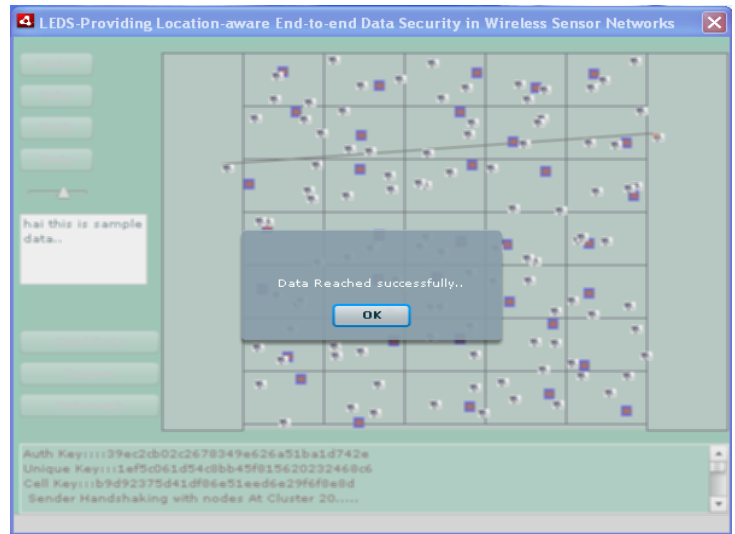 LEDS-Providing Location-aware End-to-end Data Security in Wireless Sensor Networks
hai this is sample
data..
Data Reached successfully..
OK
Auth Key::::39ec2cb02c2678349e626a51ba1d742e
Unique Key:::1ef5c061d54c8bb45f815620232468c6
Cell Key:::b9d92375d41df86e51eed6e29f6f8e8d
Sender Handshaking with nodes At Cluster 20.....